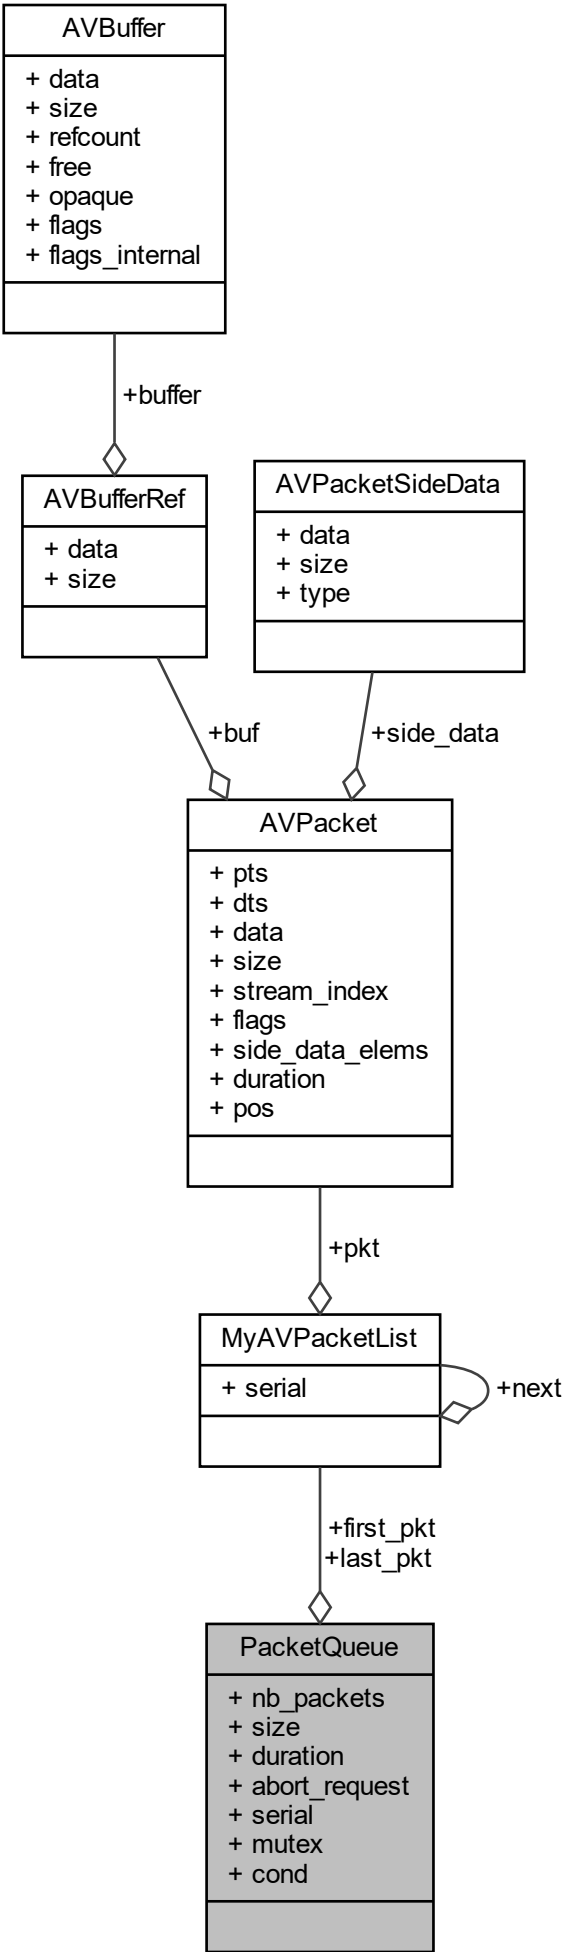 AVBuffer
+ data
+ size
+ refcount
+ free
+ opaque
+ flags
+ flags_internal
+buffer
AVBufferRef
+ data
+ size
AVPacketSideData
+ data
+ size
+ type
+buf
+side_data
AVPacket
+ pts
+ dts
+ data
+ size
+ stream_index
+ flags
+ side_data_elems
+ duration
+ pos
+pkt
MyAVPacketList
+ serial
+next
+first_pkt
+last_pkt
PacketQueue
+ nb_packets
+ size
+ duration
+ abort_request
+ serial
+ mutex
+ cond